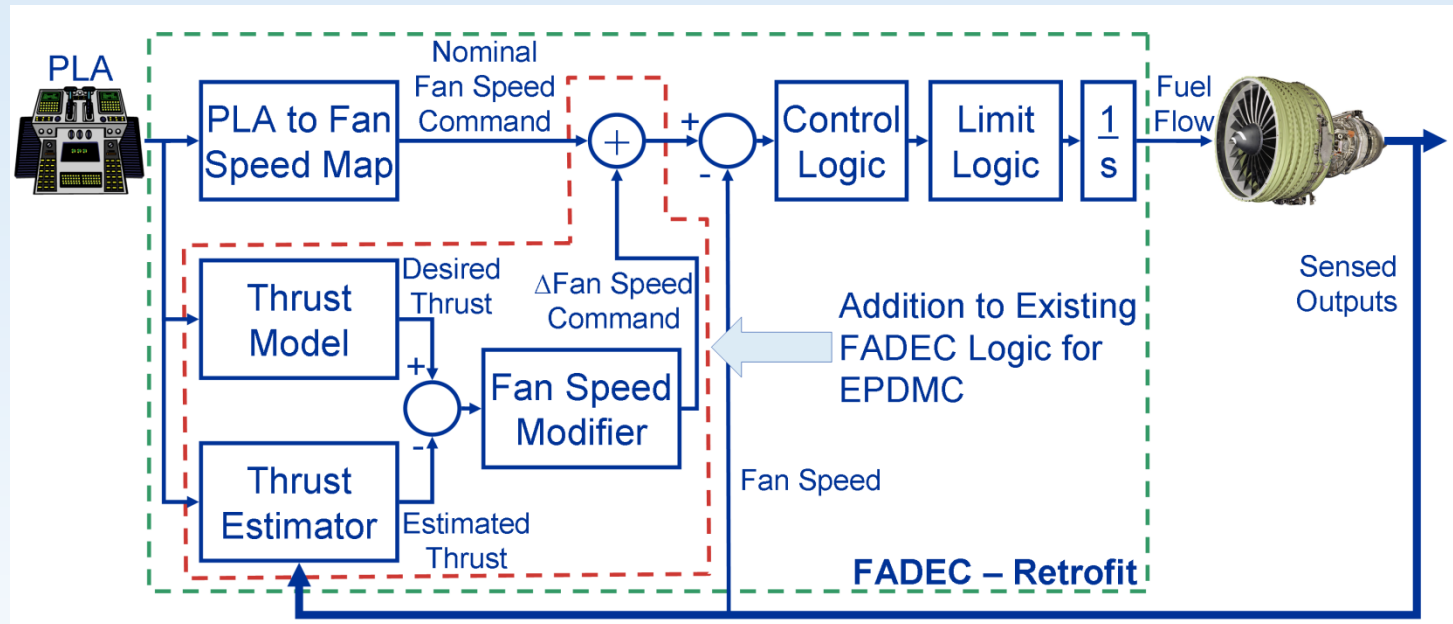 PLA
Nominal
Fan Speed
Command
PLA to Fan
Speed Map
+
+
-
Control
Logic
Limit
Logic
1
s
Fuel
Flow
Sensed
Outputs
Thrust
Model
Desired
Thrust
ΔFan Speed
Command
+
-
Fan Speed
Modifier
Thrust
Estimator
Estimated
Thrust
Addition to Existing
FADEC Logic for
EPDMC
Fan Speed
FADEC – Retrofit